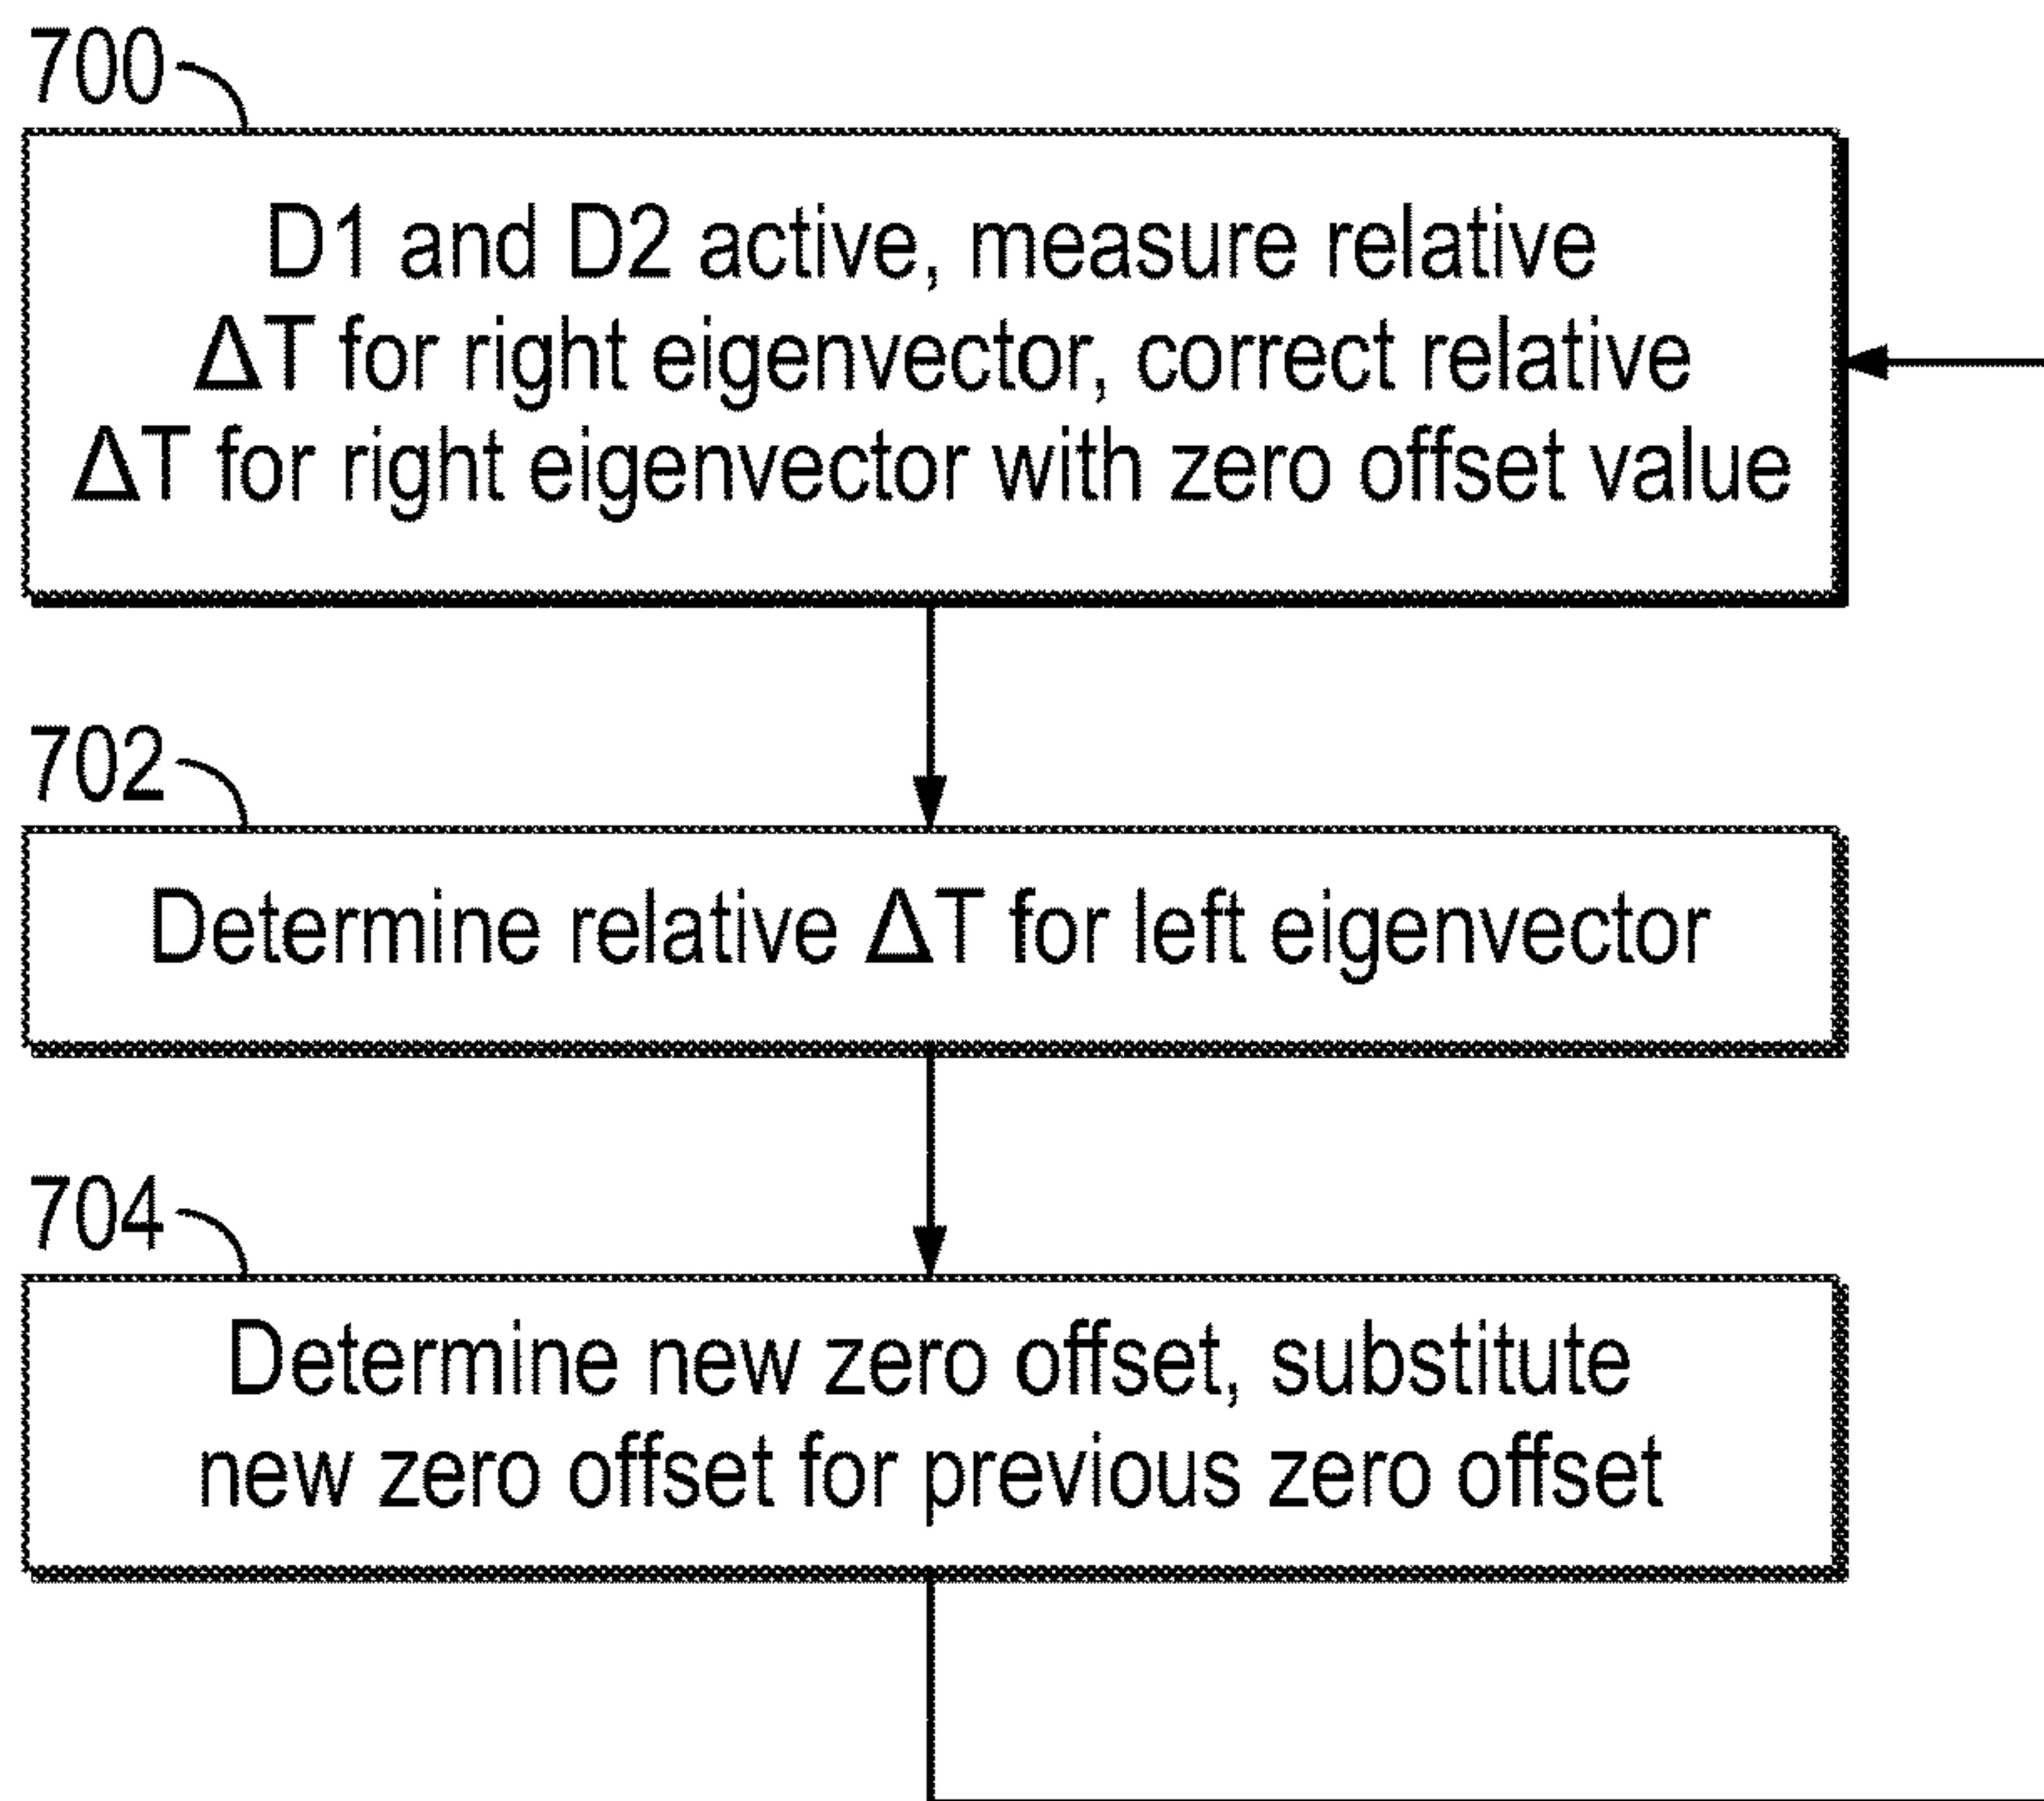 700
D1 and D2 active, measure relative
ΔT for right eigenvector, correct relative
ΔT for right eigenvector with zero offset value
702
Determine relative ΔT for left eigenvector
704
Determine new zero offset, substitute
new zero offset for previous zero offset